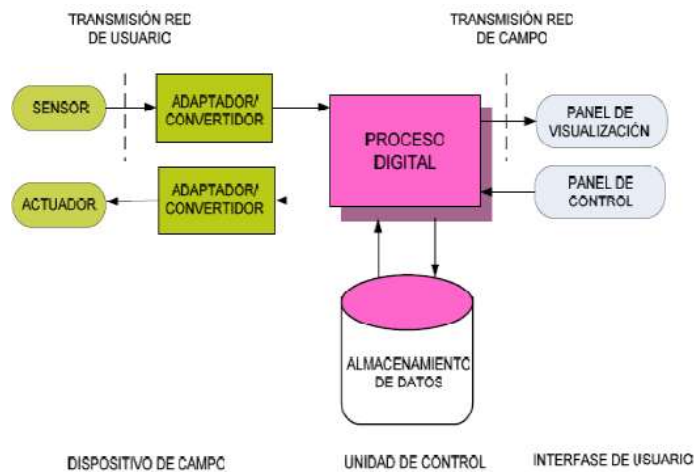 TRANSMISIÓN RED
DE USUARIO
TRANSMISIÓN RED
DE CAMPO
SENSOR
ADAPTADOR/
CONVERTIDOR
PROCESO
DIGITAL
PANEL DE
VISUALIZACIÓN
ACTUADOR
ADAPTADOR/
CONVERTIDOR
PANEL DE
CONTROL
ALMACENAMIENTO
DE DATOS
DISPOSITIVO DE CAMPO
UNIDAD DE CONTROL
INTERFASE DE USUARIO